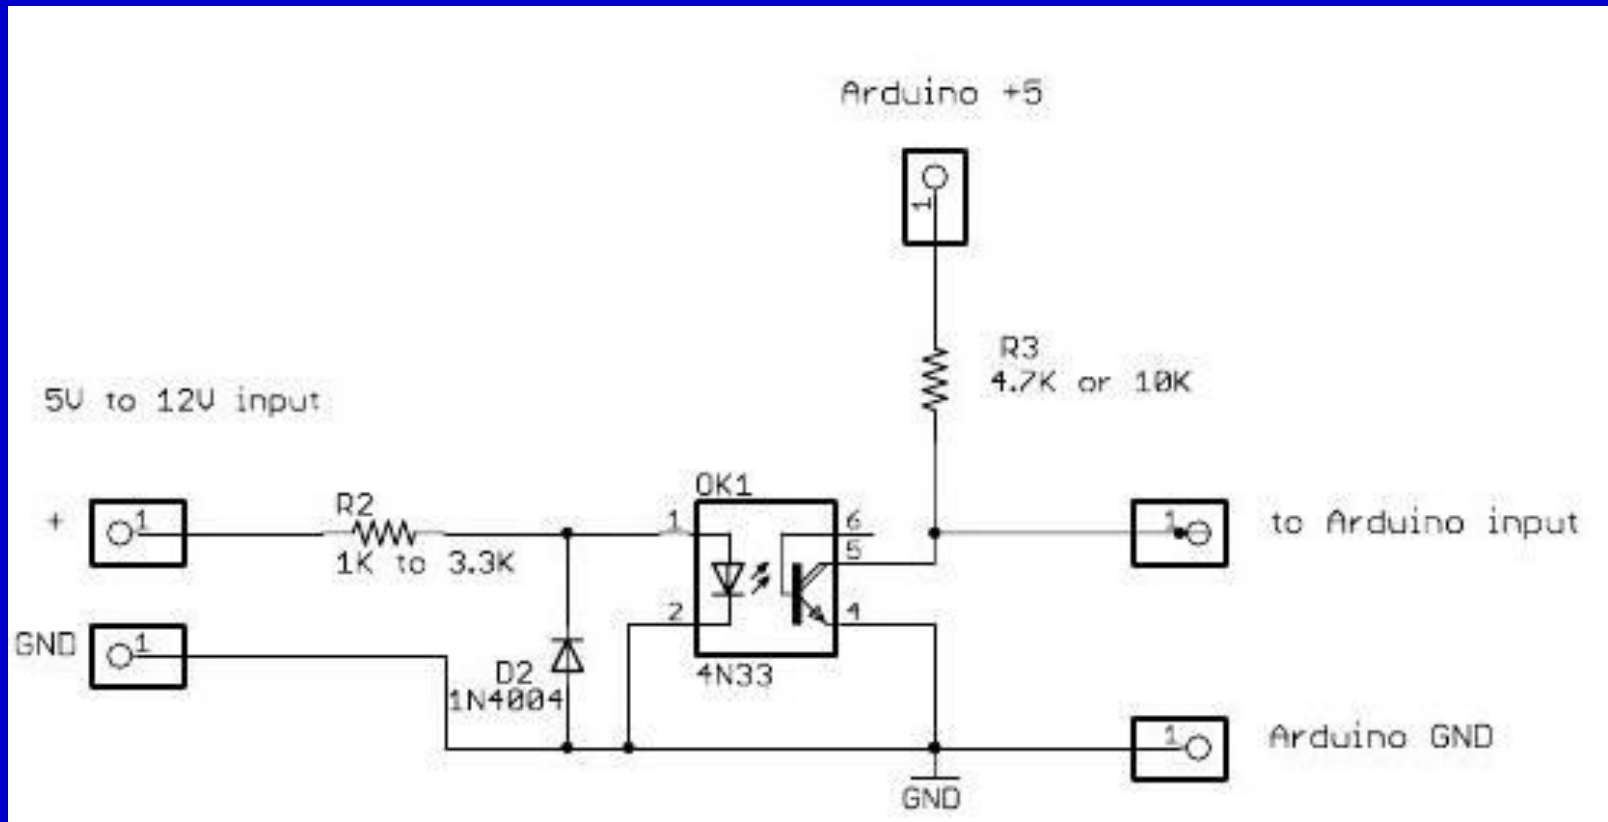 Arduino +5
1
R3
4.7K or 10K
5V to 12V input
+
1
R2
1K to 3.3K
OK1
1
2
6
5
4
4N33
1
to Arduino input
GND
1
D2
1N4004
1
Arduino GND
GND